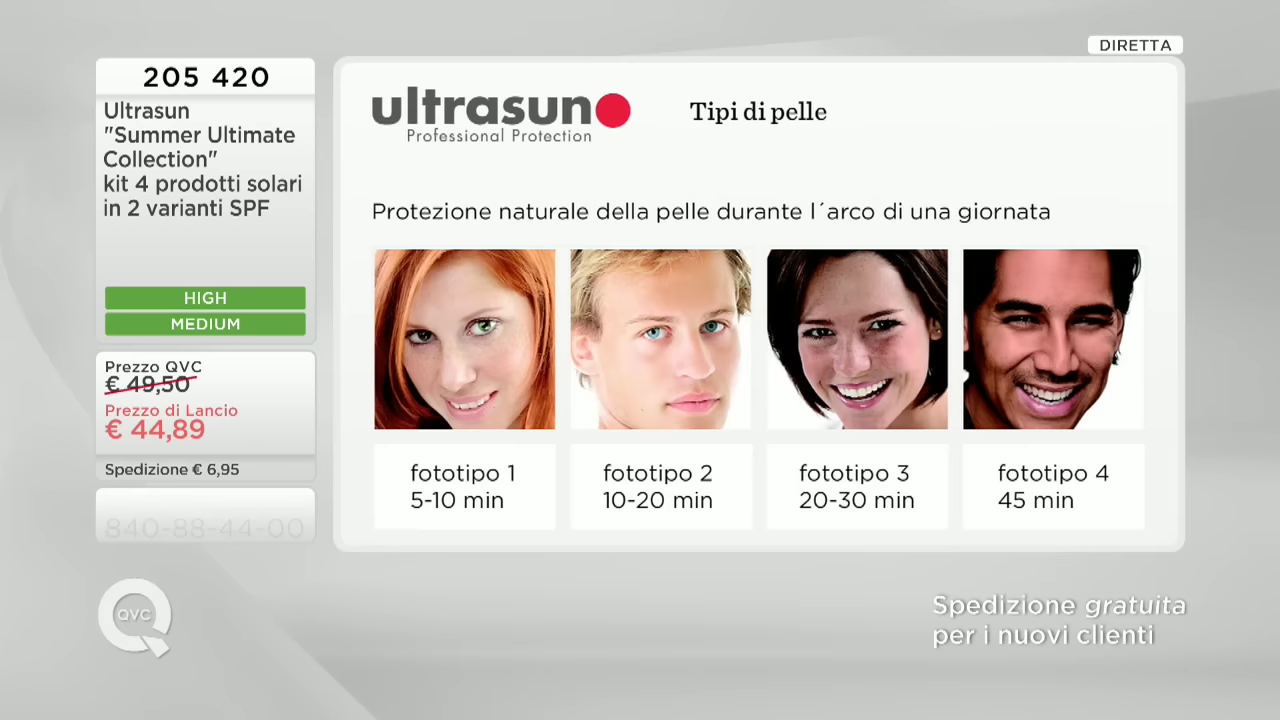 DIRETTA
205 420
Ultrasun
"Summer Ultimate
Collection"
kit 4 prodotti solari
in 2 varianti SPF
HIGH
MEDIUM
Prezzo QVC
€ 49,50
Prezzo di Lancio
€ 44,89
Spedizione € 6,95
840-88-44-00
QVC
ultrasun
Professional Protection
Tipi di pelle
Protezione naturale della pelle durante l´arco di una giornata
fototipo 1
5-10 min
fototipo 2
10-20 min
fototipo 3
20-30 min
fototipo 4
45 min
Spedizione gratuita
per i nuovi clienti